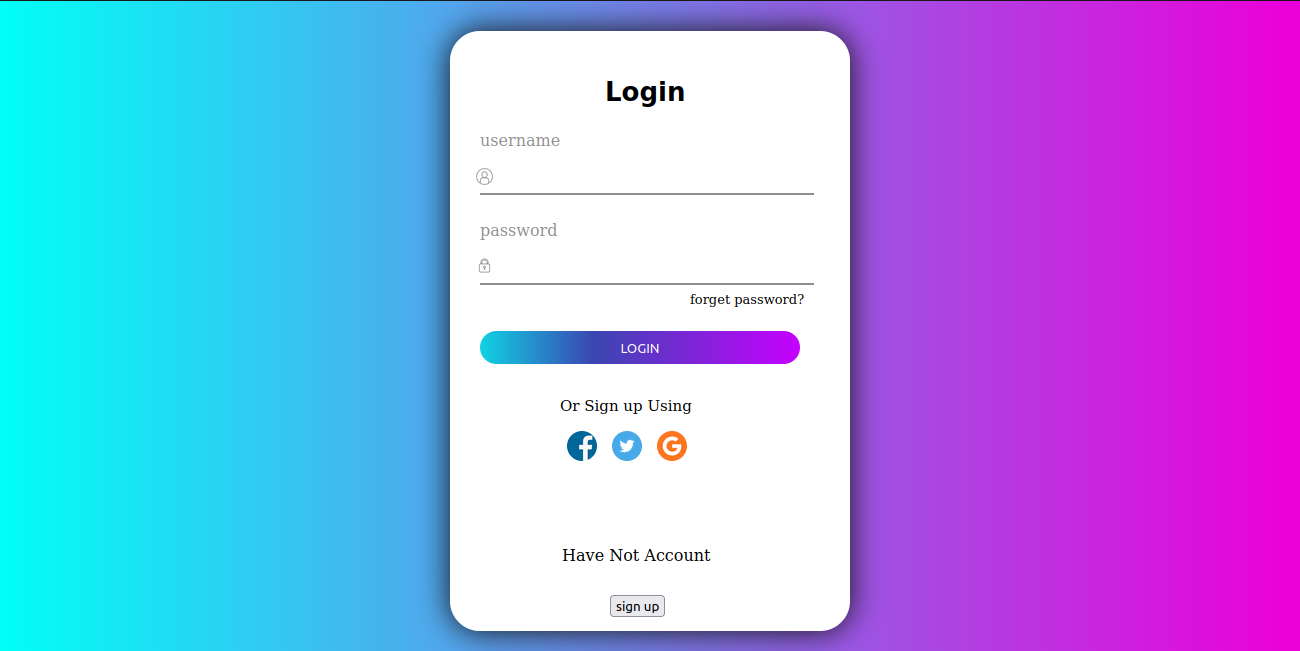 Login
username
password
forget password?
LOGIN
Or Sign up Using
Have Not Account
sign up